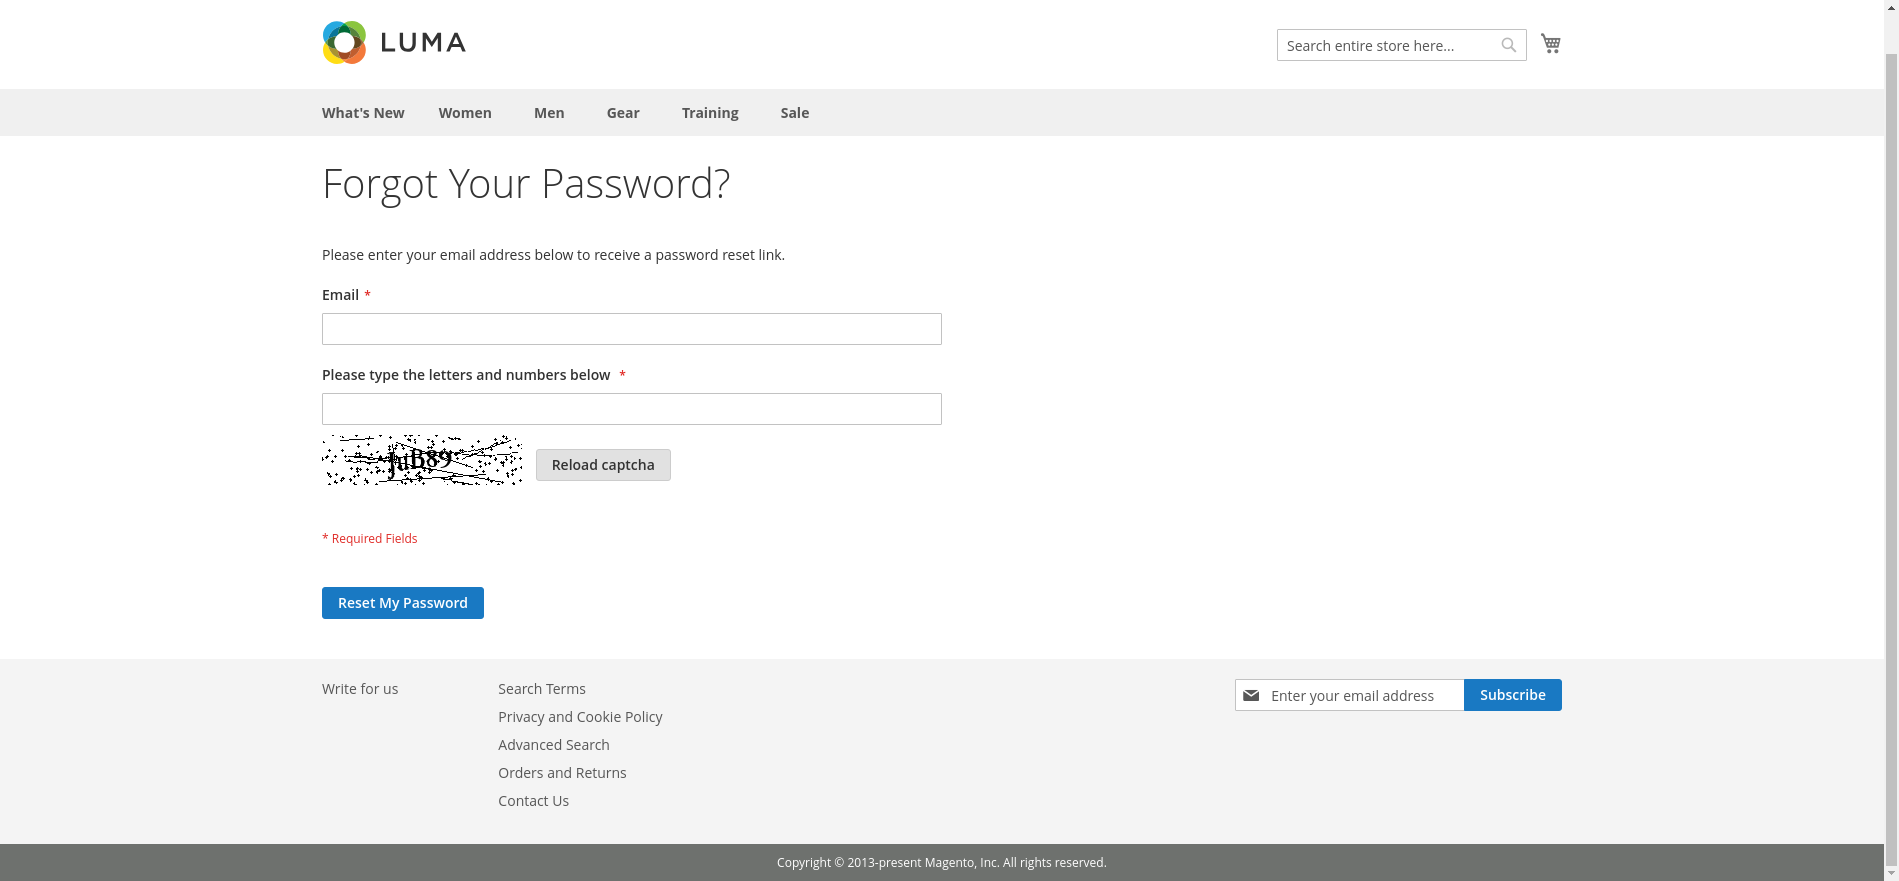 LUMA
Search entire store here...
What's New Women Men Gear Training Sale
Forgot Your Password?
Please enter your email address below to receive a password reset link.
Email *
Please type the letters and numbers below *
JuB89
Reload captcha
* Required Fields
Reset My Password
Write for us
Search Terms
Privacy and Cookie Policy
Advanced Search
Orders and Returns
Contact Us
Enter your email address
Subscribe
Copyright © 2013-present Magento, Inc. All rights reserved.